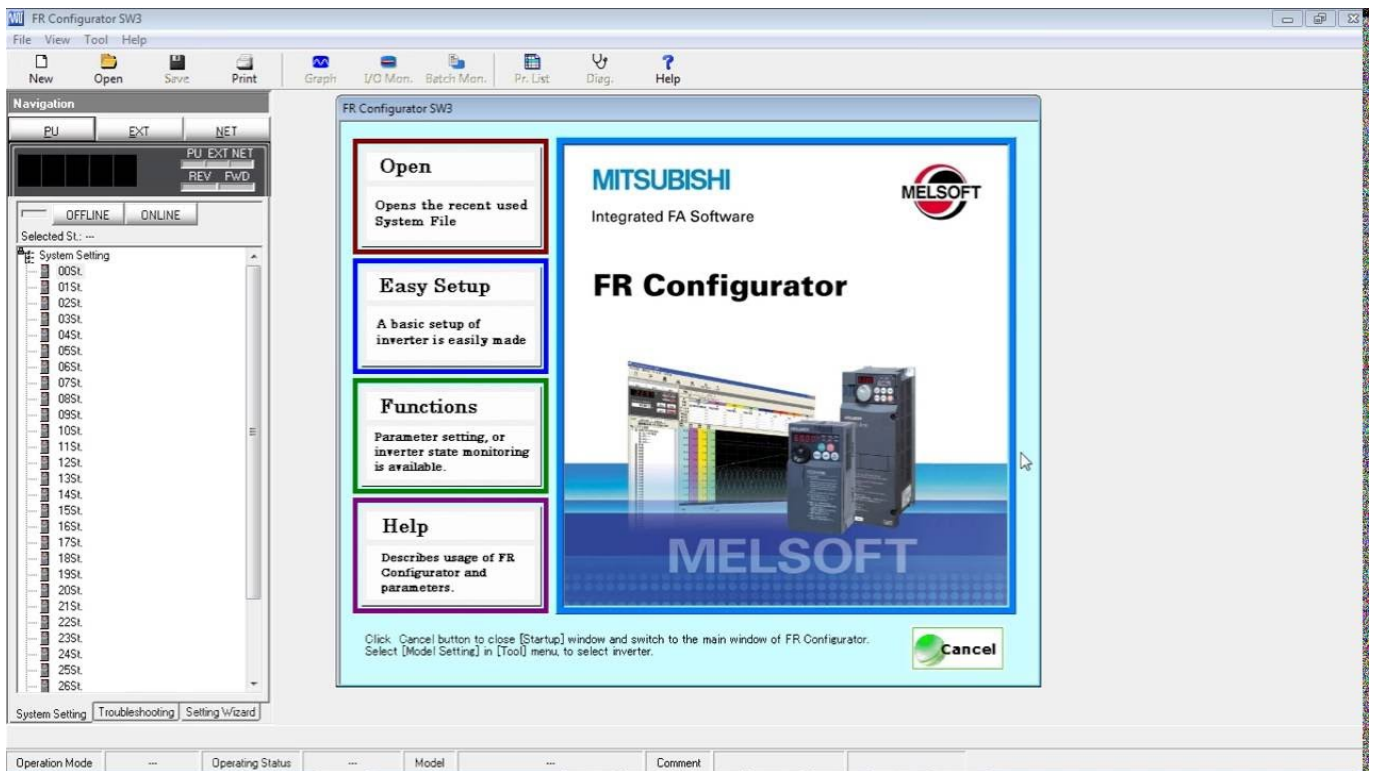 FR Configurator SW3
File View Tool Help
New Open Save Print Graph I/O Mon. Batch Mon. Pr. List Diag. Help
Navigation
PU EXT NET
PU EXT NET
REV FWD
OFFLINE ONLINE
Selected St.: ---
System Setting
00St.
01St.
02St.
03St.
04St.
05St.
06St.
07St.
08St.
09St.
10St.
11St.
12St.
13St.
14St.
15St.
16St.
17St.
18St.
19St.
20St.
21St.
22St.
23St.
24St.
25St.
26St.
System Setting Troubleshooting Setting Wizard
FR Configurator SW3
Open
Opens the recent used
System File
Easy Setup
A basic setup of
inverter is easily made
Functions
Parameter setting, or
inverter state monitoring
is available.
Help
Describes usage of FR
Configurator and
parameters.
MITSUBISHI
MELSOFT
Integrated FA Software
FR Configurator
MELSOFT
Click Cancel button to close [Startup] window and switch to the main window of FR Configurator.
Select [Model Setting] in [Tool] menu, to select inverter.
Cancel
Operation Mode --- Operating Status --- Model --- Comment